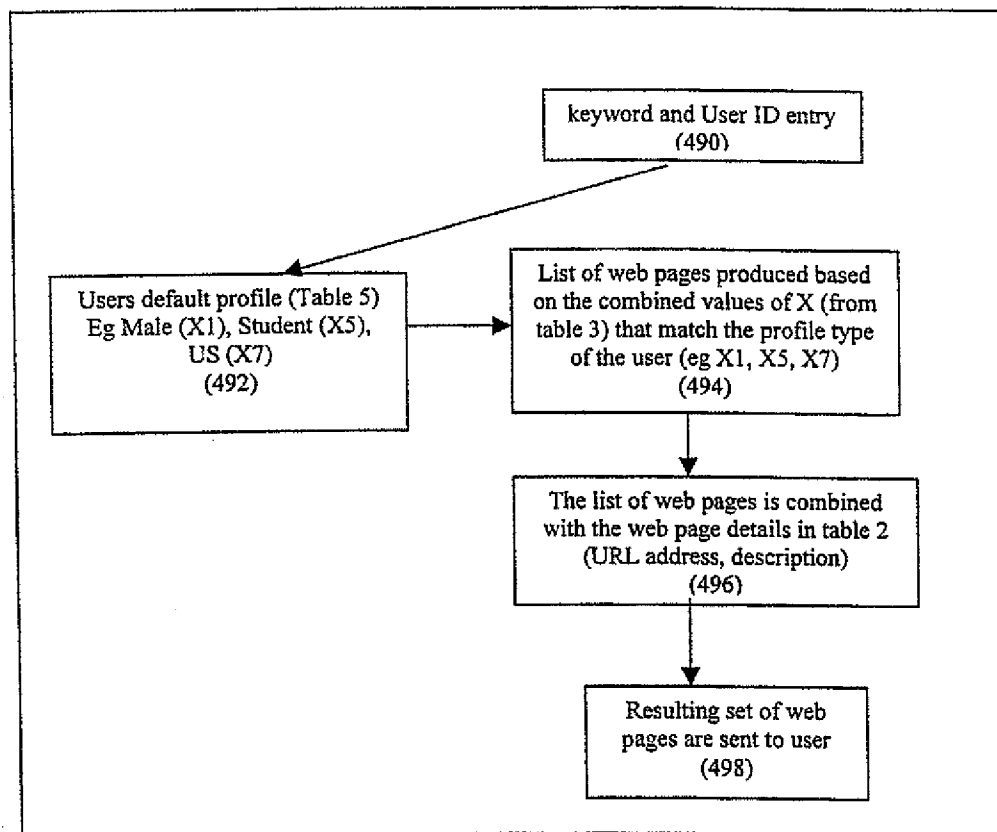 keyword and User ID entry
(490)
Users default profile (Table 5)
Eg Male (X1), Student (X5),
US (X7)
(492)
List of web pages produced based
on the combined values of X (from
table 3) that match the profile type
of the user (eg X1, X5, X7)
(494)
The list of web pages is combined
with the web page details in table 2
(URL address, description)
(496)
Resulting set of web
pages are sent to user
(498)